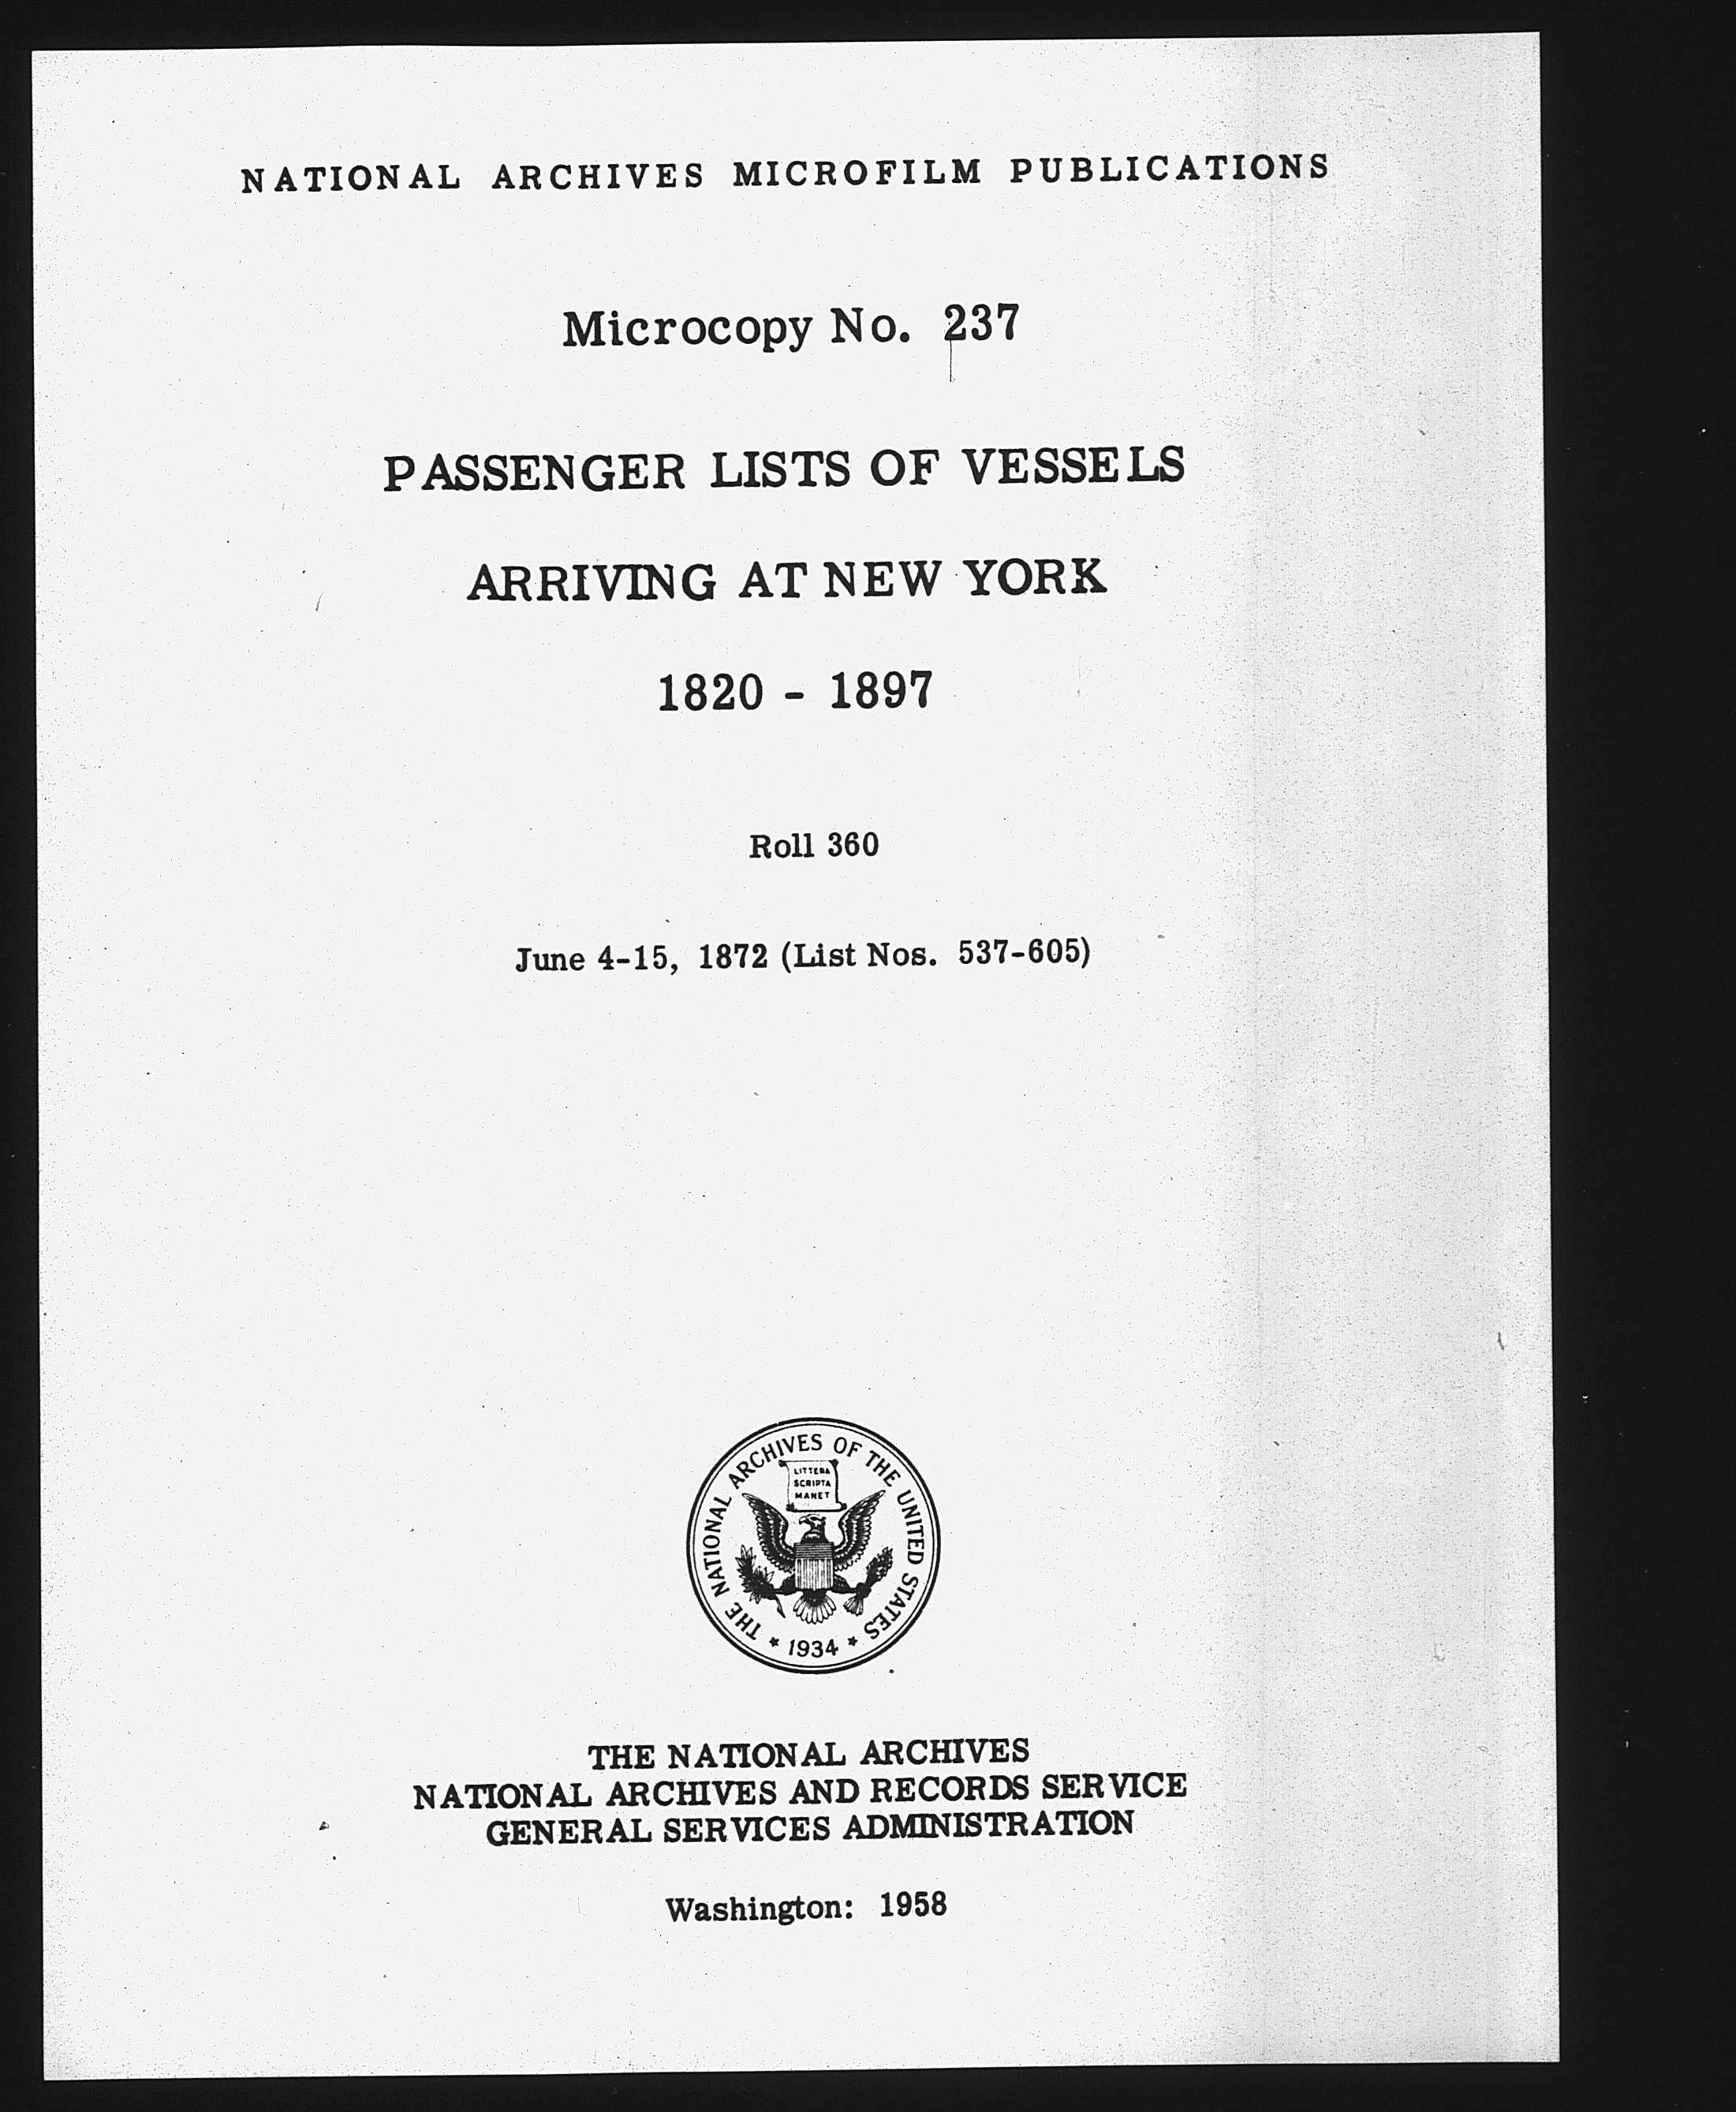 NATIONAL ARCHIVES MICROFILM PUBLICATIONS
Microcopy No. 237
PASSENGER LISTS OF VESSELS
ARRIVING AT NEW YORK
1820 - 1897
Roll 360
June 4-15, 1872 (List Nos. 537-605)
THE NATIONAL ARCHIVES OF THE UNITED STATES
LITTERA
SCRIPTA
MANET
* 1934 *
THE NATIONAL ARCHIVES
NATIONAL ARCHIVES AND RECORDS SERVICE
GENERAL SERVICES ADMINISTRATION
Washington: 1958